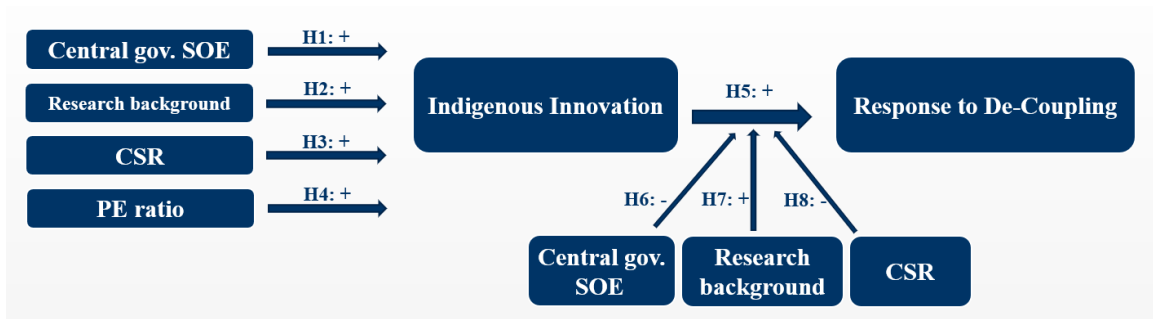 Central gov. SOE
H1: +
Research background
H2: +
CSR
H3: +
PE ratio
H4: +
Indigenous Innovation
H5: +
Response to De-Coupling
H6: -
H7: +
H8: -
Central gov.
SOE
Research
background
CSR